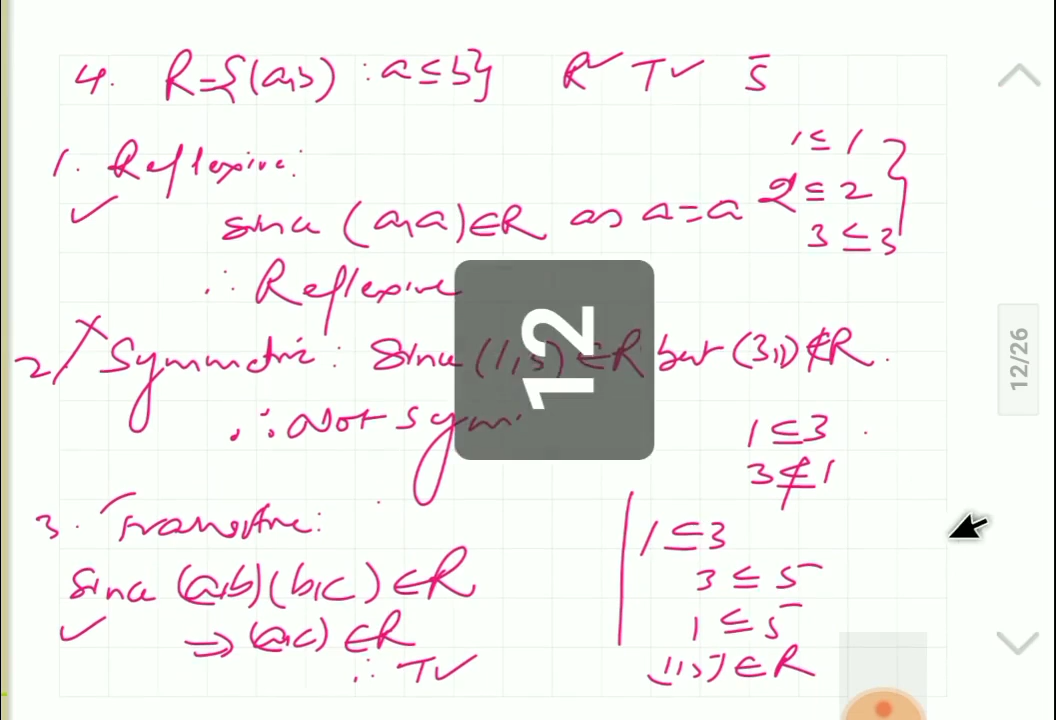 4. R={(a,b) : a≤b} R✓ T✓ S̄
1. Reflexive:
✓ since (a,a)∈R as a=a
1≤1
2≤2
3≤3
∴ Reflexive
2) × Symmetric: Since (1,3)∈R but (3,1)∉R.
∴ Not sym.
1≤3
3≰1
3. Transitive:
Since (a,b)(b,c)∈R
✓ ⇒ (a,c)∈R
∴ T✓
1≤3
3≤5
1≤5
(1,5)∈R
12
12/26